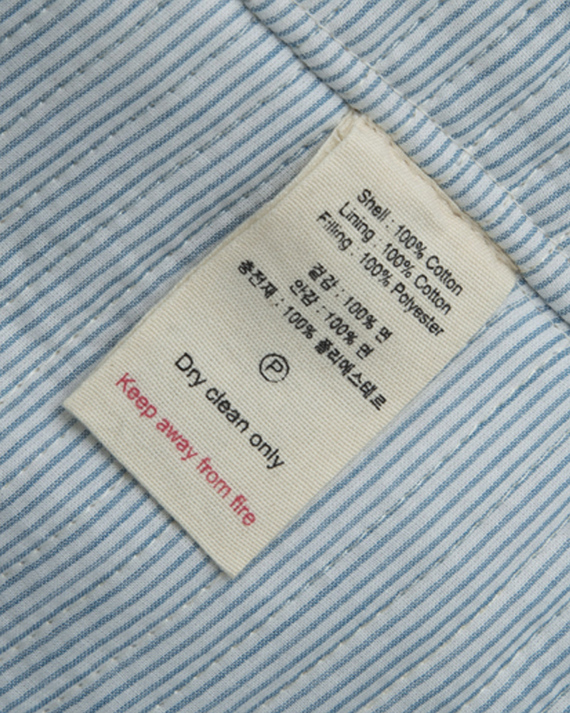 Shell : 100% Cotton
Lining : 100% Cotton
Filling : 100% Polyester
겉감 : 100% 면
안감 : 100% 면
충전재 : 100% 폴리에스테르
P
Dry clean only
Keep away from fire